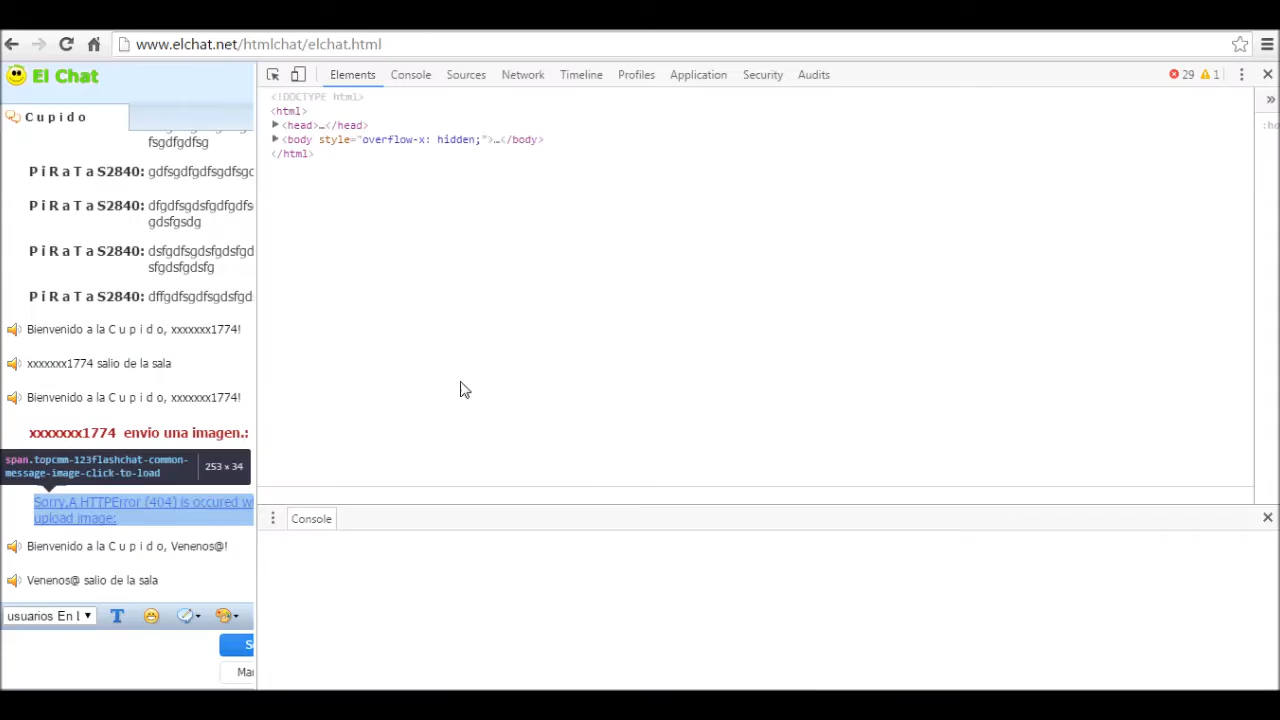 www.elchat.net/htmlchat/elchat.html
El Chat
Elements Console Sources Network Timeline Profiles Application Security Audits 29 1
C u p i d o
<!DOCTYPE html>
<html>
<head>…</head>
<body style="overflow-x: hidden;">…</body>
</html>
:ho
fsgdfgdfsg
P i R a T a S2840: gdfsgdfgdfsgdfsgc
P i R a T a S2840: dfgdfsgdsfgdfgdfs
gdsfgsdg
P i R a T a S2840: dsfgdfsgdsfgdsfgd
sfgdsfgdsfg
P i R a T a S2840: dffgdfsgdfsgdsfgd
Bienvenido a la C u p i d o, xxxxxxx1774!
xxxxxxx1774 salio de la sala
Bienvenido a la C u p i d o, xxxxxxx1774!
xxxxxxx1774 envio una imagen.:
span.topcmm-123flashchat-common-
message-image-click-to-load
253 × 34
Sorry,A HTTPError (404) is occured w
upload image:
Bienvenido a la C u p i d o, Venenos@!
Venenos@ salio de la sala
usuarios En l
S
Mai
Console